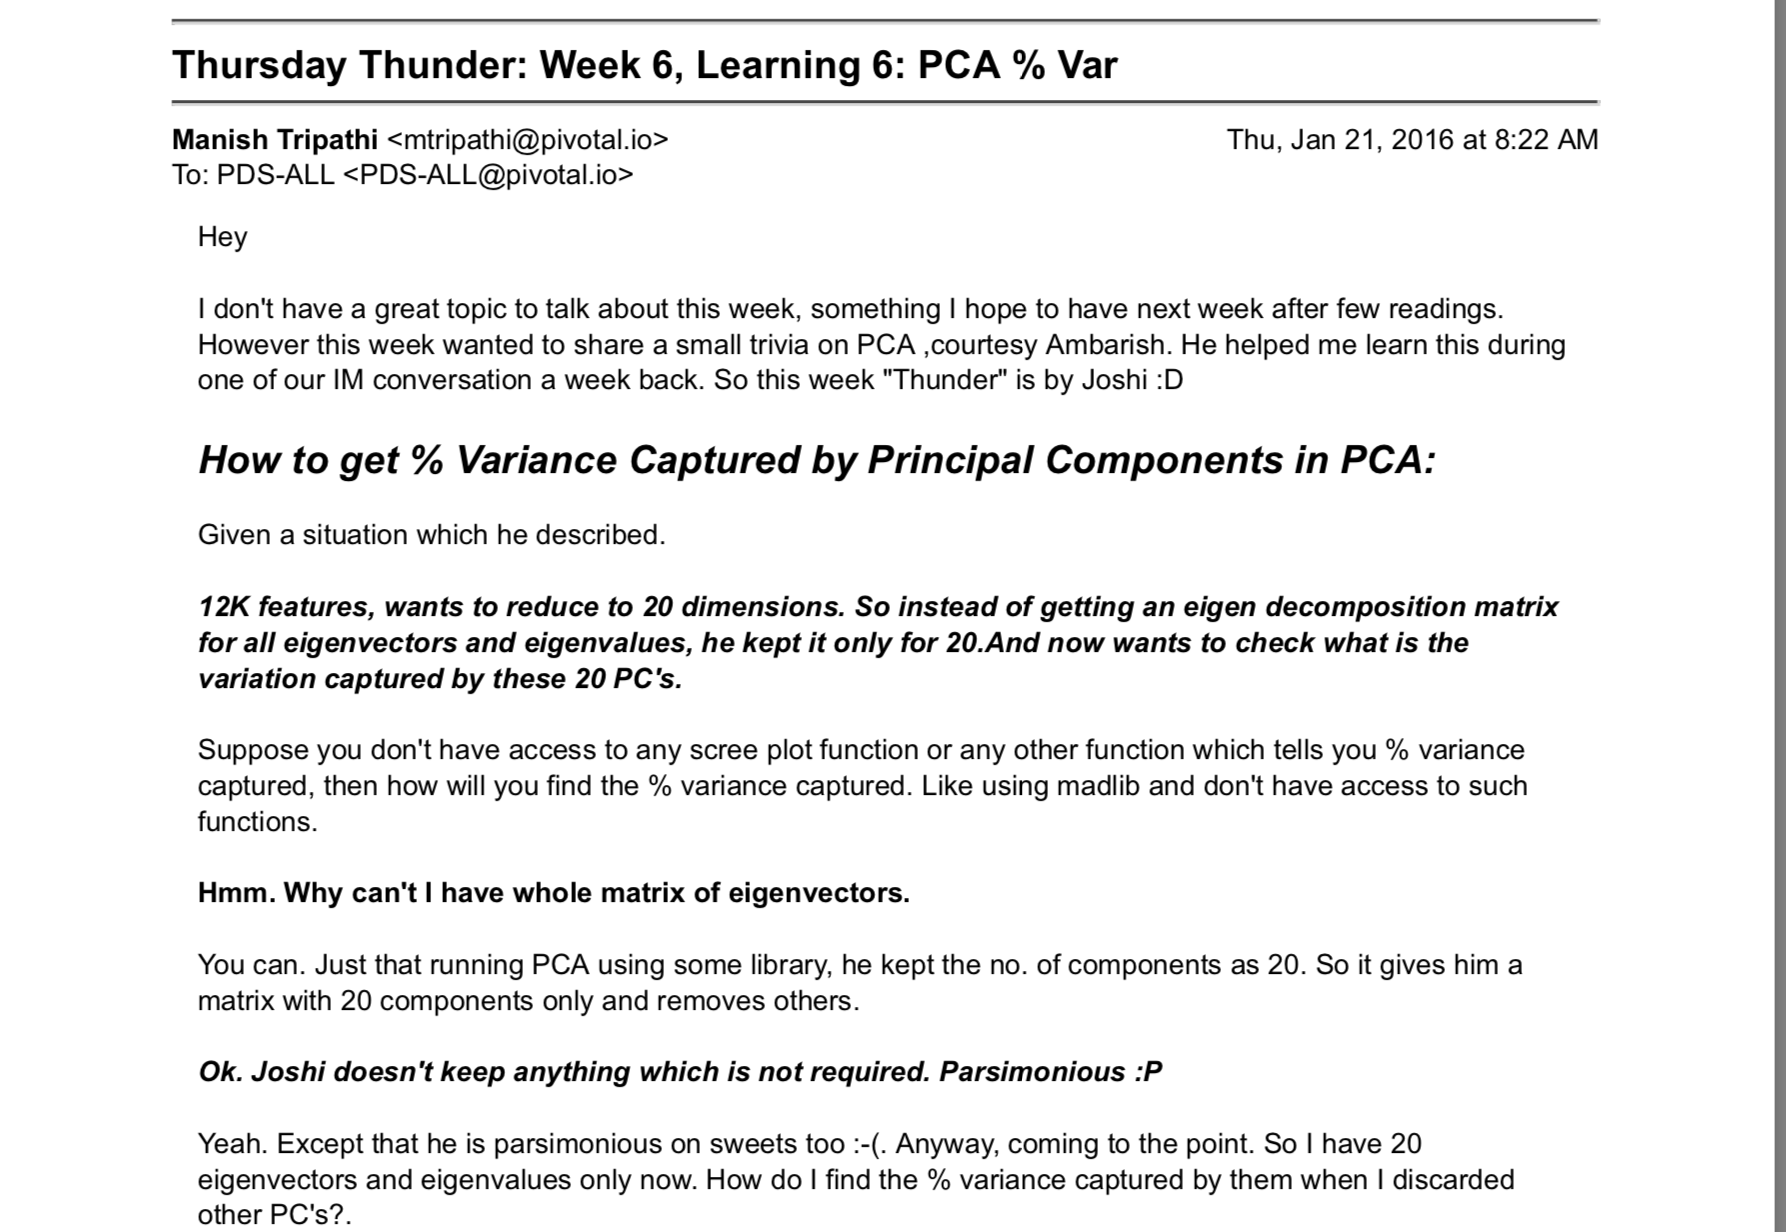 Thursday Thunder: Week 6, Learning 6: PCA % Var
Manish Tripathi <mtripathi@pivotal.io> Thu, Jan 21, 2016 at 8:22 AM
To: PDS-ALL <PDS-ALL@pivotal.io>
Hey
I don't have a great topic to talk about this week, something I hope to have next week after few readings.
However this week wanted to share a small trivia on PCA ,courtesy Ambarish. He helped me learn this during
one of our IM conversation a week back. So this week "Thunder" is by Joshi :D
How to get % Variance Captured by Principal Components in PCA:
Given a situation which he described.
12K features, wants to reduce to 20 dimensions. So instead of getting an eigen decomposition matrix
for all eigenvectors and eigenvalues, he kept it only for 20.And now wants to check what is the
variation captured by these 20 PC's.
Suppose you don't have access to any scree plot function or any other function which tells you % variance
captured, then how will you find the % variance captured. Like using madlib and don't have access to such
functions.
Hmm. Why can't I have whole matrix of eigenvectors.
You can. Just that running PCA using some library, he kept the no. of components as 20. So it gives him a
matrix with 20 components only and removes others.
Ok. Joshi doesn't keep anything which is not required. Parsimonious :P
Yeah. Except that he is parsimonious on sweets too :-(. Anyway, coming to the point. So I have 20
eigenvectors and eigenvalues only now. How do I find the % variance captured by them when I discarded
other PC's?.